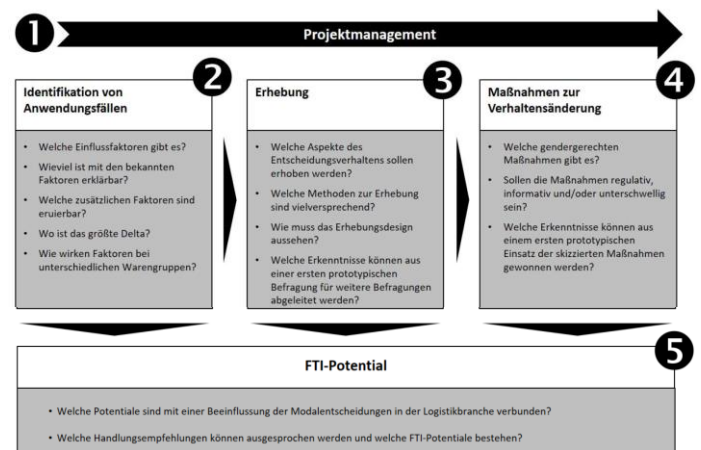 1
Projektmanagement
2
Identifikation von
Anwendungsfällen
• Welche Einflussfaktoren gibt es?
• Wieviel ist mit den bekannten
Faktoren erklärbar?
• Welche zusätzlichen Faktoren sind
eruierbar?
• Wo ist das größte Delta?
• Wie wirken Faktoren bei
unterschiedlichen Warengruppen?
3
Erhebung
• Welche Aspekte des
Entscheidungsverhaltens sollen
erhoben werden?
• Welche Methoden zur Erhebung
sind vielversprechend?
• Wie muss das Erhebungsdesign
aussehen?
• Welche Erkenntnisse können aus
einer ersten prototypischen
Befragung für weitere Befragungen
abgeleitet werden?
4
Maßnahmen zur
Verhaltensänderung
• Welche gendergerechten
Maßnahmen gibt es?
• Sollen die Maßnahmen regulativ,
informativ und/oder unterschwellig
sein?
• Welche Erkenntnisse können aus
einem ersten prototypischen
Einsatz der skizzierten Maßnahmen
gewonnen werden?
5
FTI-Potential
• Welche Potentiale sind mit einer Beeinflussung der Modalentscheidungen in der Logistikbranche verbunden?
• Welche Handlungsempfehlungen können ausgesprochen werden und welche FTI-Potentiale bestehen?